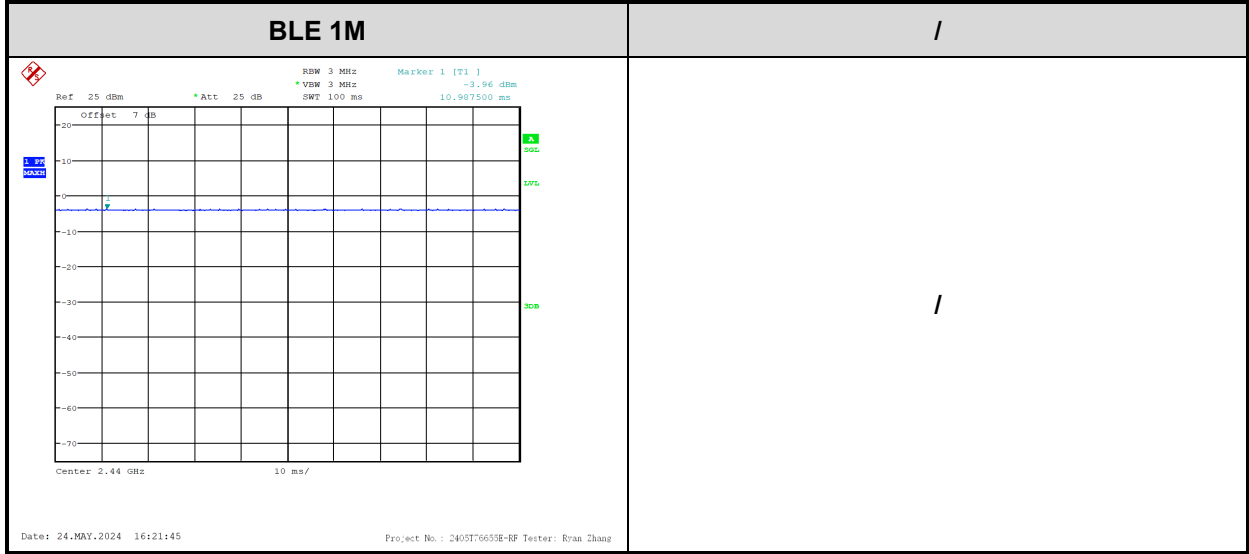 BLE 1M
/
R S
RBW 3 MHz Marker 1 [T1 ]
*VBW 3 MHz -3.96 dBm
Ref 25 dBm *Att 25 dB SWT 100 ms 10.987500 ms
Offset 7 dB
20
A
SGL
1 PK
MAXH
10
LVL
0
1
-10
-20
-30
3DB
-40
-50
-60
-70
Center 2.44 GHz 10 ms/
/
Date: 24.MAY.2024 16:21:45
Project No.: 2405T76655E-RF Tester: Ryan Zhang